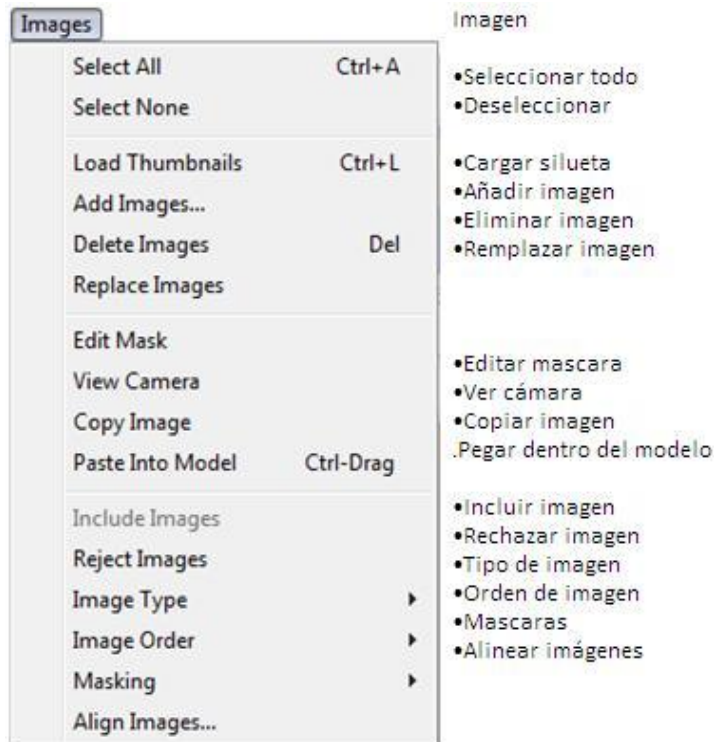 Images
Select All Ctrl+A
Select None
Load Thumbnails Ctrl+L
Add Images...
Delete Images Del
Replace Images
Edit Mask
View Camera
Copy Image
Paste Into Model Ctrl-Drag
Include Images
Reject Images
Image Type
Image Order
Masking
Align Images...
Imagen
•Seleccionar todo
•Deseleccionar
•Cargar silueta
•Añadir imagen
•Eliminar imagen
•Remplazar imagen
•Editar mascara
•Ver cámara
•Copiar imagen
.Pegar dentro del modelo
•Incluir imagen
•Rechazar imagen
•Tipo de imagen
•Orden de imagen
•Mascaras
•Alinear imágenes